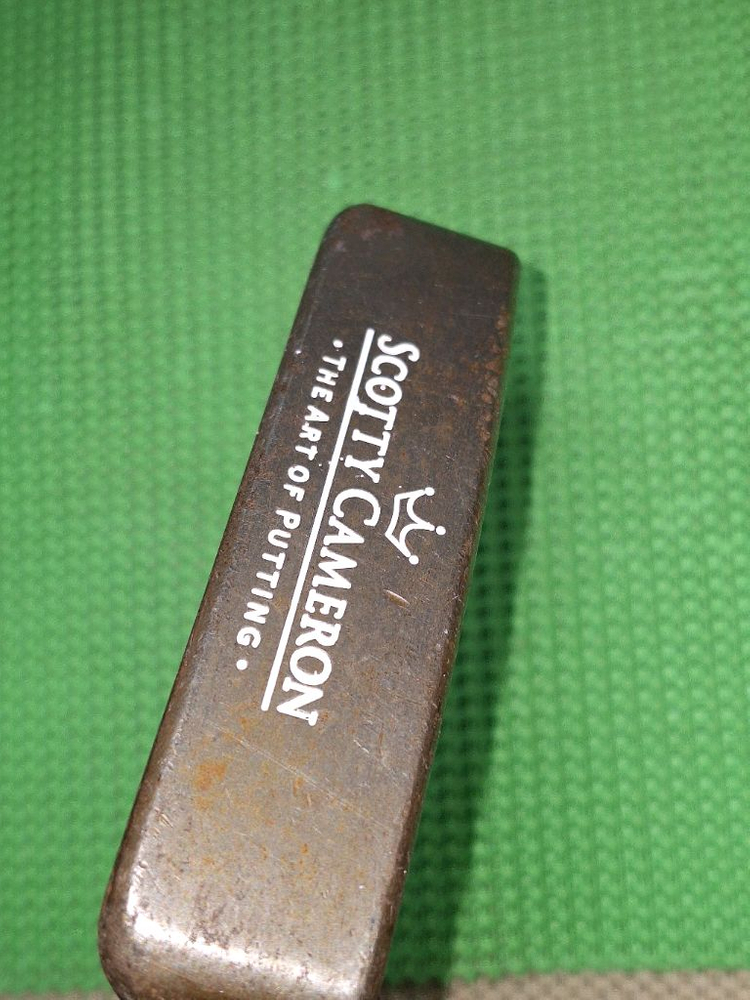 SCOTTY CAMERON
• THE ART OF PUTTING •